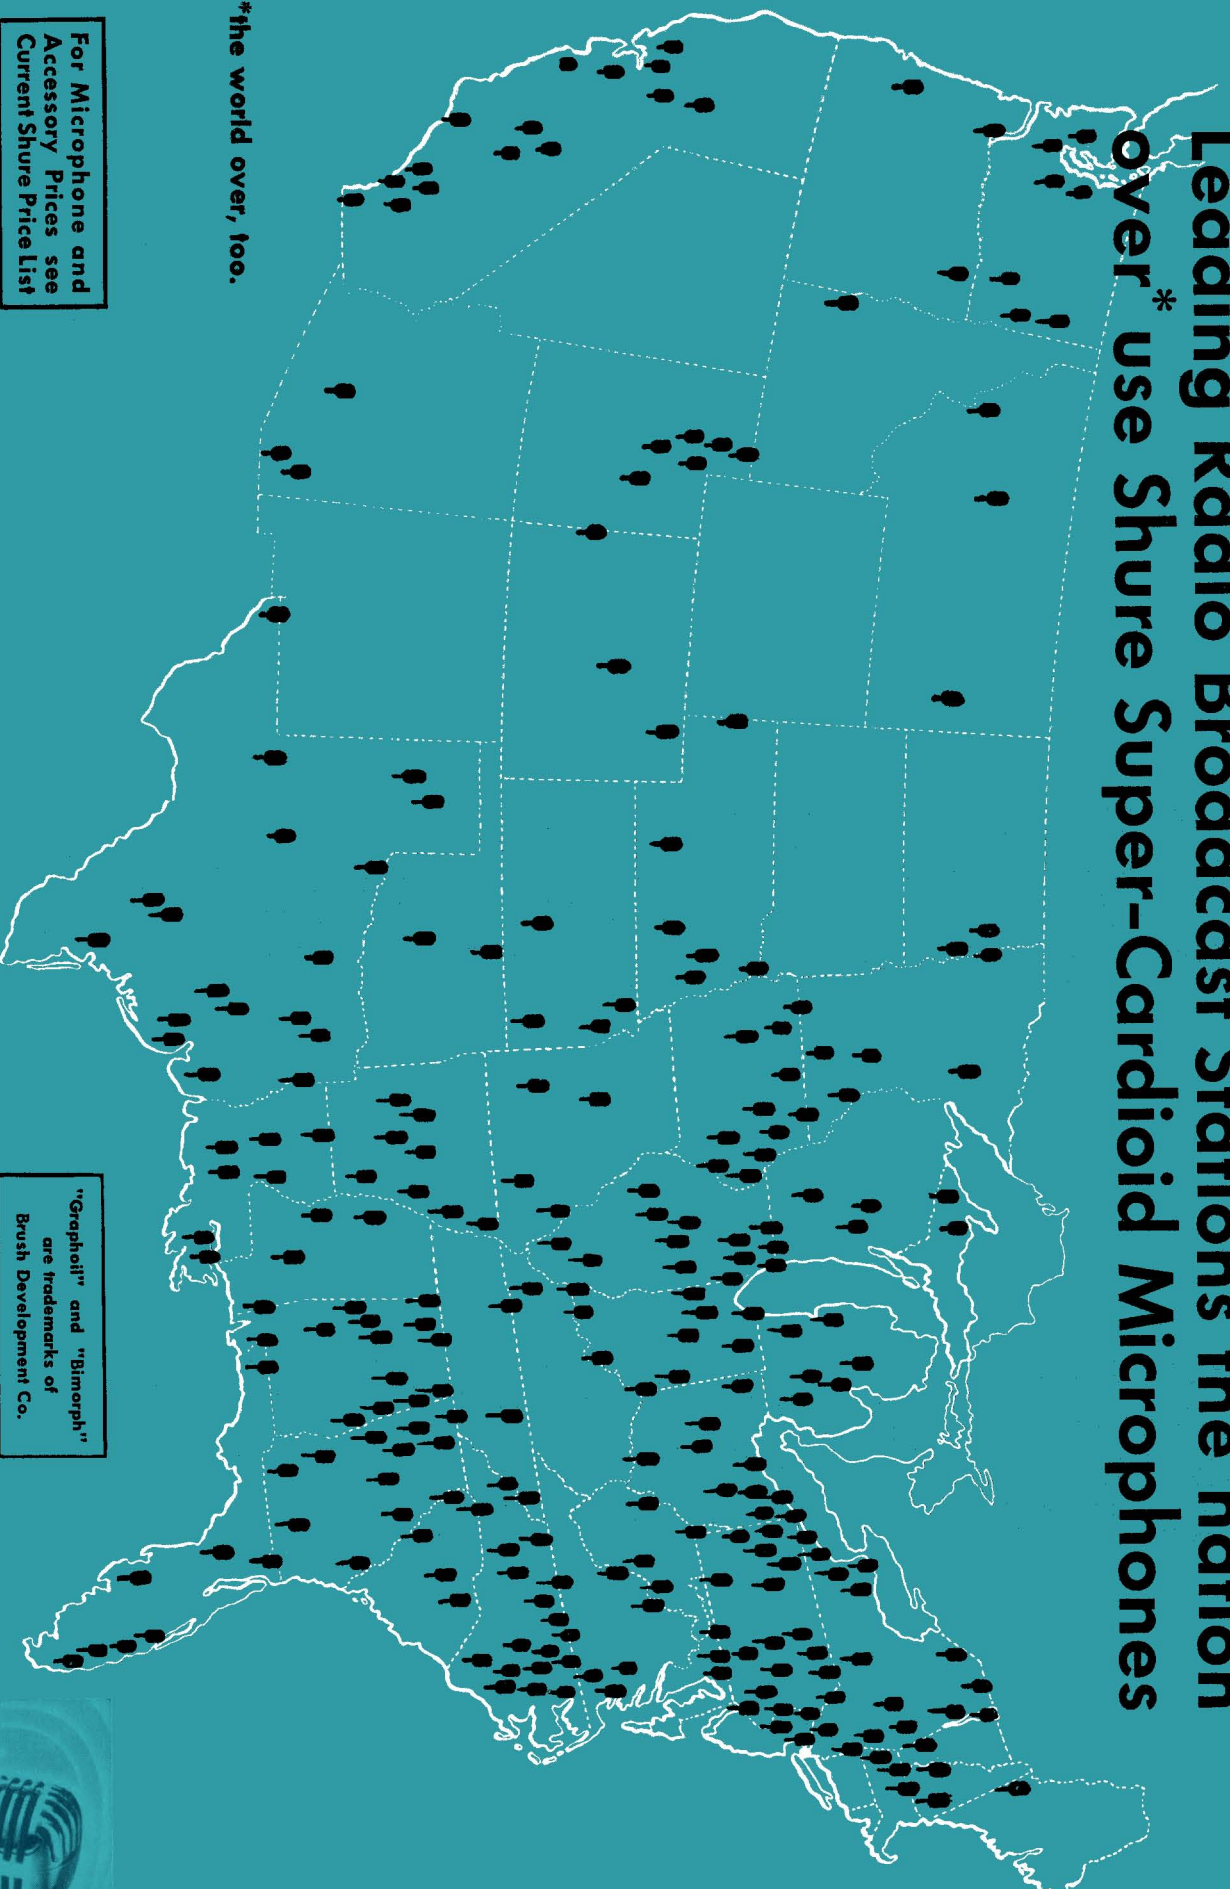 Leading Radio Broadcast Stations the nation
over* use Shure Super-Cardioid Microphones
*the world over, too.
For Microphone and
Accessory Prices see
Current Shure Price List
"Graphoil" and "Bimorph"
are trademarks of
Brush Development Co.